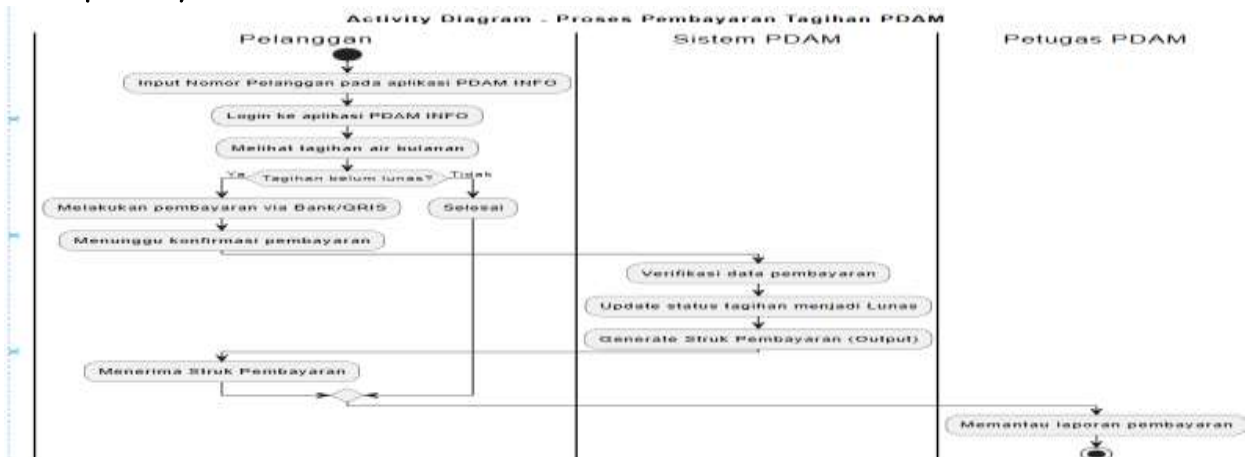 Activity Diagram - Proses Pembayaran Tagihan PDAM
Pelanggan
Sistem PDAM
Petugas PDAM
Input Nomor Pelanggan pada aplikasi PDAM INFO
Login ke aplikasi PDAM INFO
Melihat tagihan air bulanan
Ya
Tagihan belum lunas?
Tidak
Melakukan pembayaran via Bank/QRIS
Selesai
Menunggu konfirmasi pembayaran
Verifikasi data pembayaran
Update status tagihan menjadi Lunas
Generate Struk Pembayaran (Output)
Menerima Struk Pembayaran
Memantau laporan pembayaran